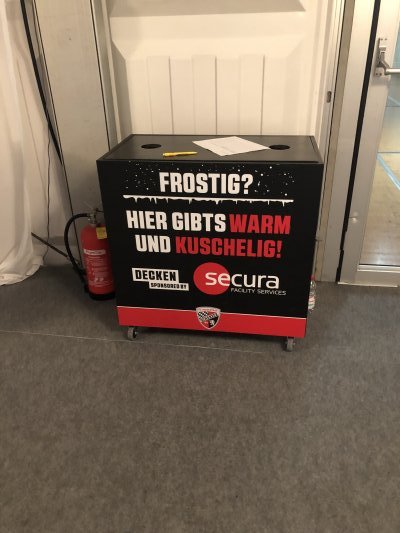 FROSTIG?
HIER GIBTS WARM
UND KUSCHELIG!
DECKEN
SPONSORED BY
secura
FACILITY SERVICES